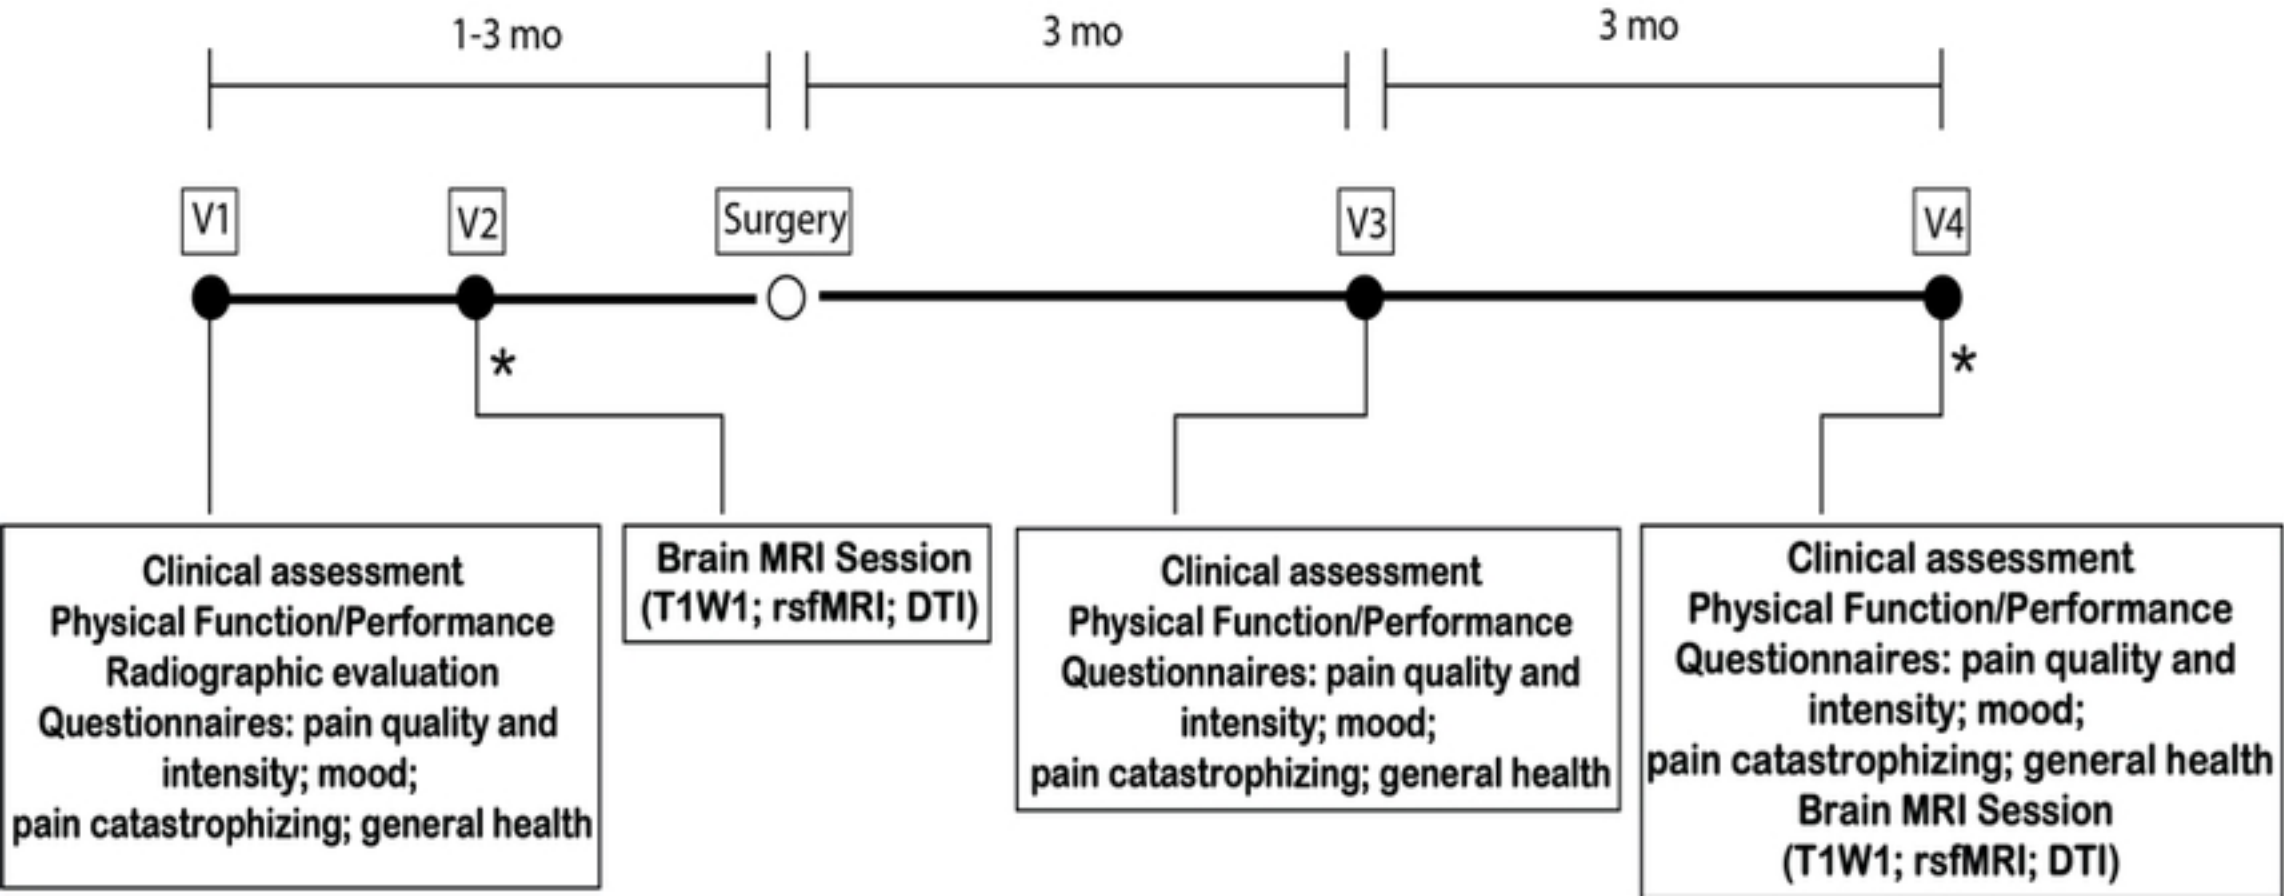 1-3 mo
3 mo
3 mo
V1
V2
Surgery
V3
V4
*
*
Clinical assessment
Physical Function/Performance
Radiographic evaluation
Questionnaires: pain quality and
intensity; mood;
pain catastrophizing; general health
Brain MRI Session
(T1W1; rsfMRI; DTI)
Clinical assessment
Physical Function/Performance
Questionnaires: pain quality and
intensity; mood;
pain catastrophizing; general health
Clinical assessment
Physical Function/Performance
Questionnaires: pain quality and
intensity; mood;
pain catastrophizing; general health
Brain MRI Session
(T1W1; rsfMRI; DTI)